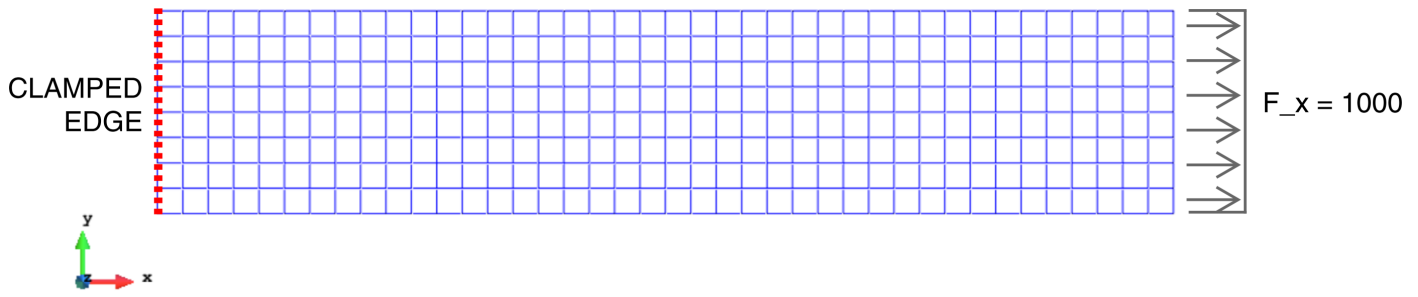 CLAMPED
EDGE
F_x = 1000
y
z
x